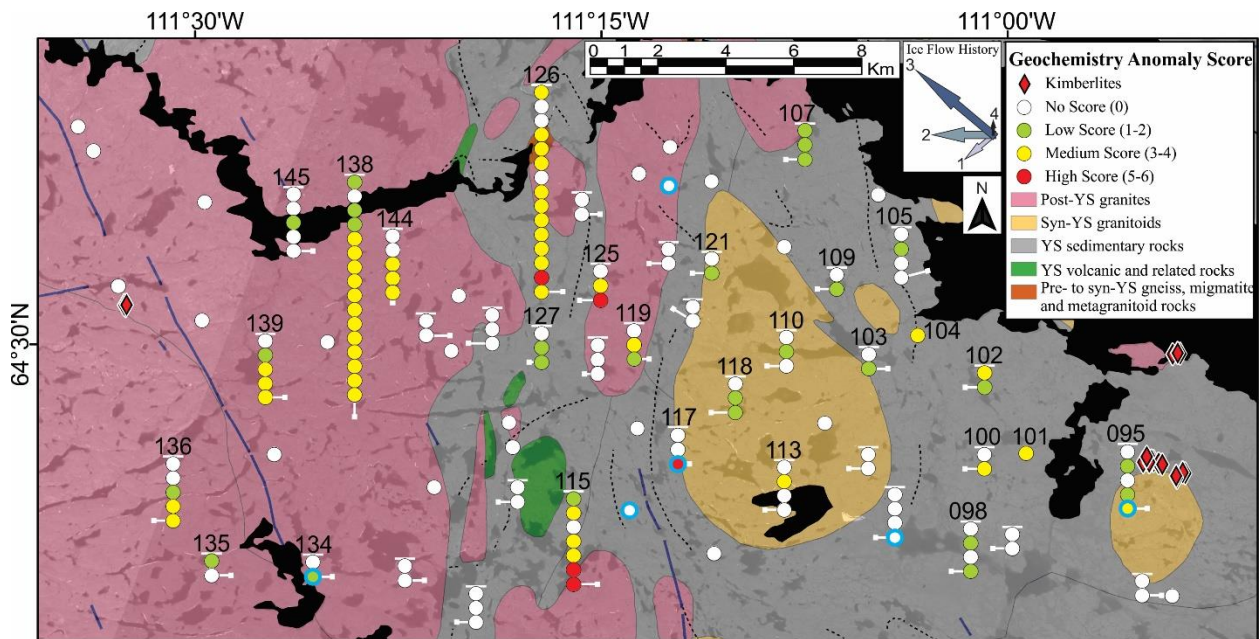 111°30'W
111°15'W
111°00'W
64°30'N
0 1 2 4 6 8
Km
Ice Flow History
3
4
2
1
N
Geochemistry Anomaly Score
Kimberlites
No Score (0)
Low Score (1-2)
Medium Score (3-4)
High Score (5-6)
Post-YS granites
Syn-YS granitoids
YS sedimentary rocks
YS volcanic and related rocks
Pre- to syn-YS gneiss, migmatite
and metagranitoid rocks
126
107
138
145
144
105
121
125
109
119
127
110
104
139
103
102
118
117
136
100
101
095
113
115
098
135
134